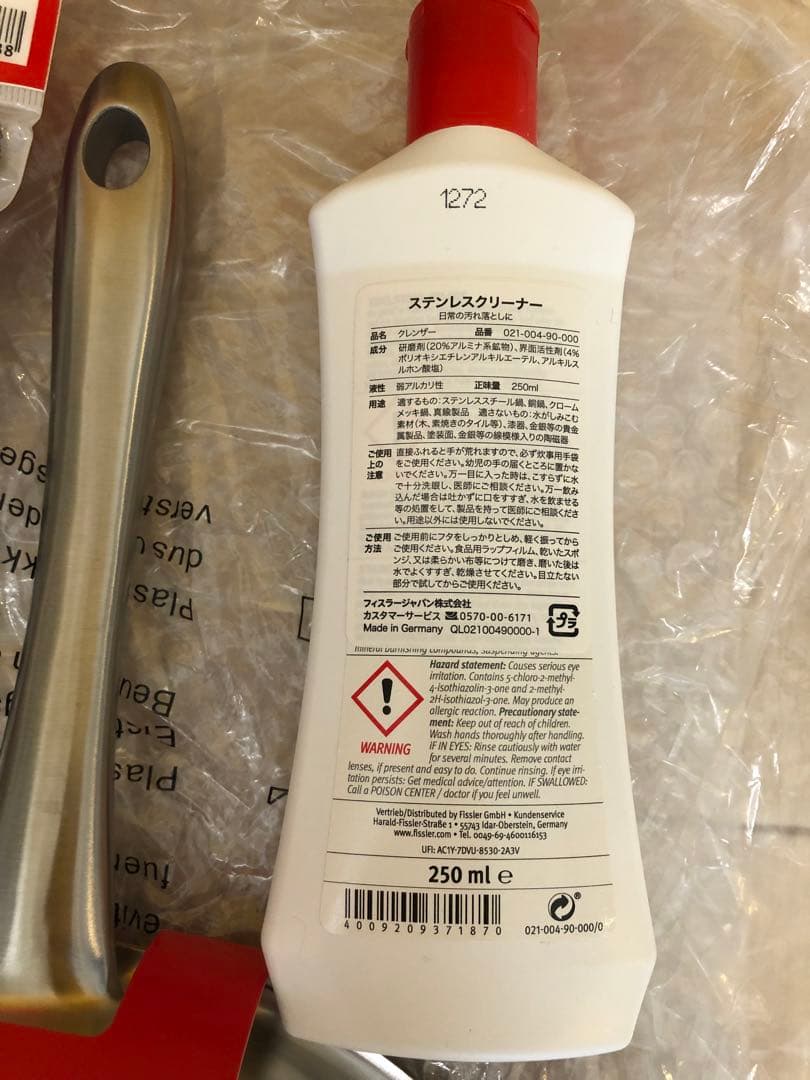 1272
ステンレスクリーナー
日常の汚れ落としに
品名 クレンザー 品番 021-004-90-000
成分 研磨剤(20%アルミナ系鉱物)、界面活性剤(4%
ポリオキシエチレンアルキルエーテル、アルキルス
ルホン酸塩)
液性 弱アルカリ性 正味量 250ml
用途 適するもの:ステンレススチール鍋、銅鍋、クローム
メッキ鍋、真鍮製品 適さないもの:水がしみこむ
素材(木、素焼きのタイル等)、漆器、金銀等の貴金
属製品、塗装面、金銀等の線模様入りの陶磁器
ご使用上の注意 直接ふれると手が荒れますので、必ず炊事用手袋
をご使用ください。幼児の手の届くところに置かな
いでください。万一目に入った時は、こすらずに水
で十分洗眼し、医師にご相談ください。万一飲み
込んだ場合は吐かずに口をすすぎ、水を飲ませる
等の処置をして、製品を持って医師にご相談くださ
い。用途以外には使用しないでください。
ご使用方法 ご使用前にフタをしっかりとしめ、軽く振ってから
ご使用ください。食品用ラップフィルム、乾いたスポ
ンジ、又は柔らかい布等につけて磨き、磨いた後は
水でよくすすぎ、乾燥させてください。目立たない
部分で試してからご使用ください。
フィスラージャパン株式会社
カスタマーサービス 0570-00-6171
Made in Germany QL02100490000-1
プラ
mineral burnishing compounds, suspending agents.
Hazard statement: Causes serious eye
irritation. Contains 5-chloro-2-methyl-
4-isothiazolin-3-one and 2-methyl-
2H-isothiazol-3-one. May produce an
allergic reaction. Precautionary state-
ment: Keep out of reach of children.
Wash hands thoroughly after handling.
IF IN EYES: Rinse cautiously with water
for several minutes. Remove contact
WARNING
lenses, if present and easy to do. Continue rinsing. If eye irri-
tation persists: Get medical advice/attention. IF SWALLOWED:
Call a POISON CENTER / doctor if you feel unwell.
Vertrieb/Distributed by Fissler GmbH • Kundenservice
Harald-Fissler-Straße 1 • 55743 Idar-Oberstein, Germany
www.fissler.com • Tel. 0049-69-4600116153
UFI: AC1Y-7DVU-8530-2A3V
250 ml e
4009209371870
021-004-90-000/0
verst
dus
Plas
Beu
Plas
fuer